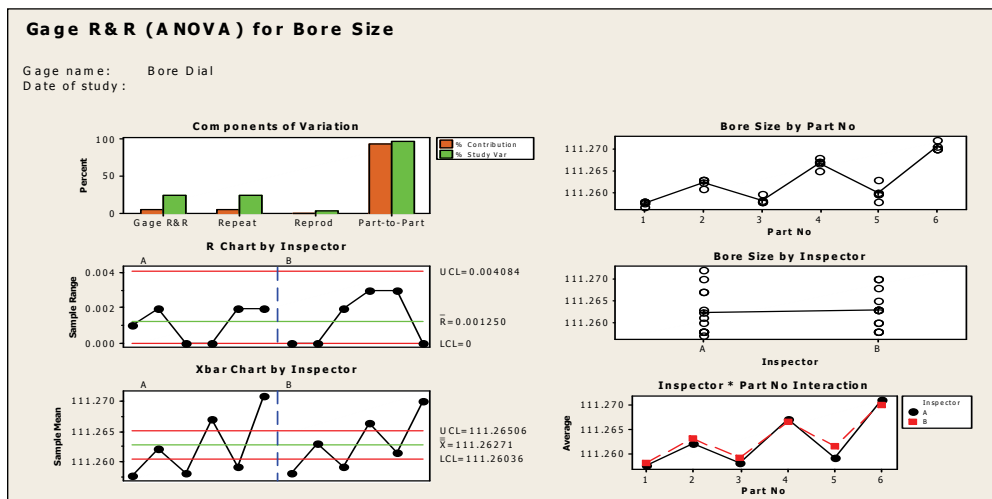 Gage R&R (ANOVA) for Bore Size
Gage name: Bore Dial
Date of study:
Components of Variation
Percent
100
50
0
Gage R&R Repeat Reprod Part-to-Part
% Contribution
% Study Var
R Chart by Inspector
A B
Sample Range
0.004
0.002
0.000
UCL=0.004084
R=0.001250
LCL=0
Xbar Chart by Inspector
A B
Sample Mean
111.270
111.265
111.260
UCL=111.26506
X=111.26271
LCL=111.26036
Bore Size by Part No
111.270
111.265
111.260
1 2 3 4 5 6
Part No
Bore Size by Inspector
111.270
111.265
111.260
A B
Inspector
Inspector * Part No Interaction
Average
111.270
111.265
111.260
1 2 3 4 5 6
Part No
Inspector
A
B